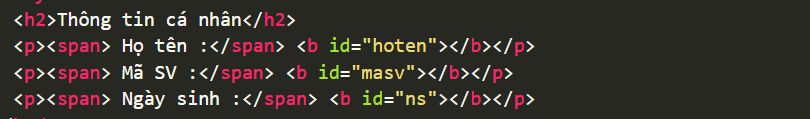 <h2>Thông tin cá nhân</h2>
<p><span> Họ tên :</span> <b id="hoten"></b></p>
<p><span> Mã SV :</span> <b id="masv"></b></p>
<p><span> Ngày sinh :</span> <b id="ns"></b></p>